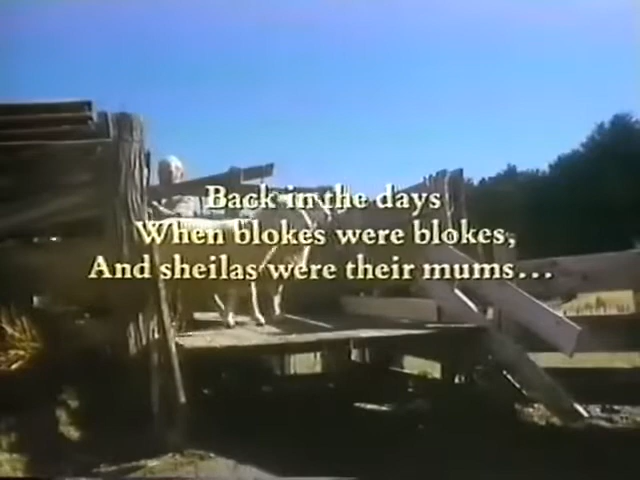 Back in the days
When blokes were blokes,
And sheilas were their mums...